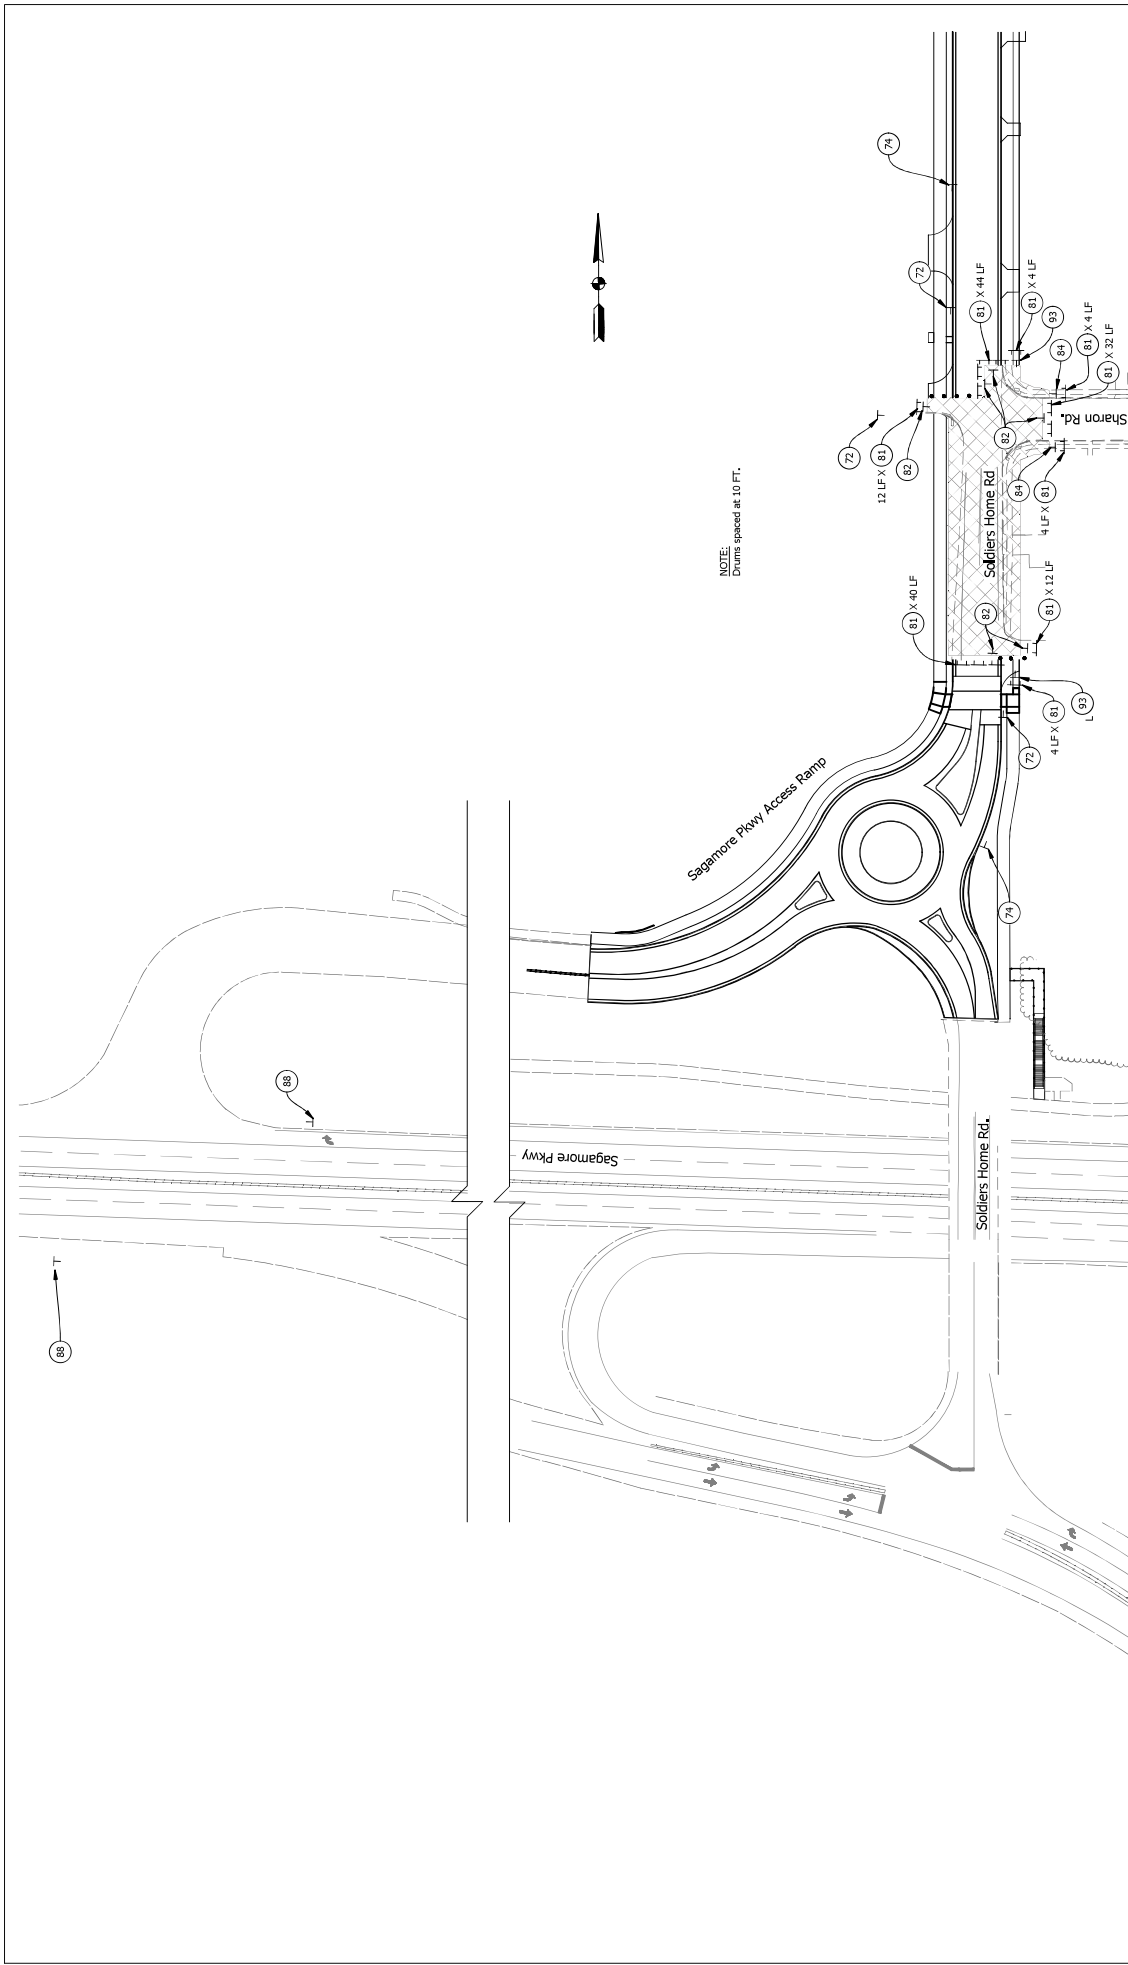 74
72
81 X 44 LF
81 X 4 LF
93
84
81 X 4 LF
81 X 32 LF
Sharon Rd.
82
72
12 LF X 81
82
84
4 LF X 81
NOTE:
Drums spaced at 10 FT.
Soldiers Home Rd
81 X 40 LF
82
81 X 12 LF
4 LF X 81
93
L
72
Sagamore Pkwy Access Ramp
74
88
Sagamore Pkwy
Soldiers Home Rd.
88